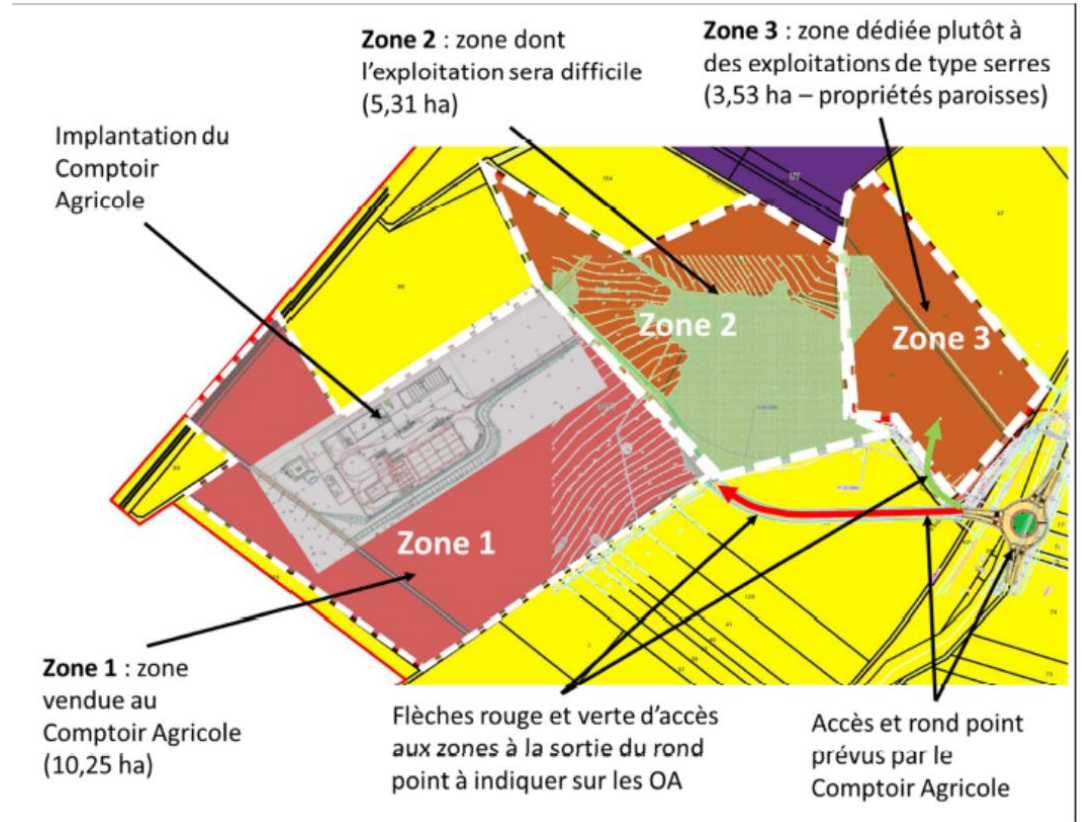 Zone 2 : zone dont
l'exploitation sera difficile
(5,31 ha)
Zone 3 : zone dédiée plutôt à
des exploitations de type serres
(3,53 ha – propriétés paroisses)
Implantation du
Comptoir
Agricole
Zone 2
Zone 3
Zone 1
Zone 1 : zone
vendue au
Comptoir Agricole
(10,25 ha)
Flèches rouge et verte d'accès
aux zones à la sortie du rond
point à indiquer sur les OA
Accès et rond point
prévus par le
Comptoir Agricole